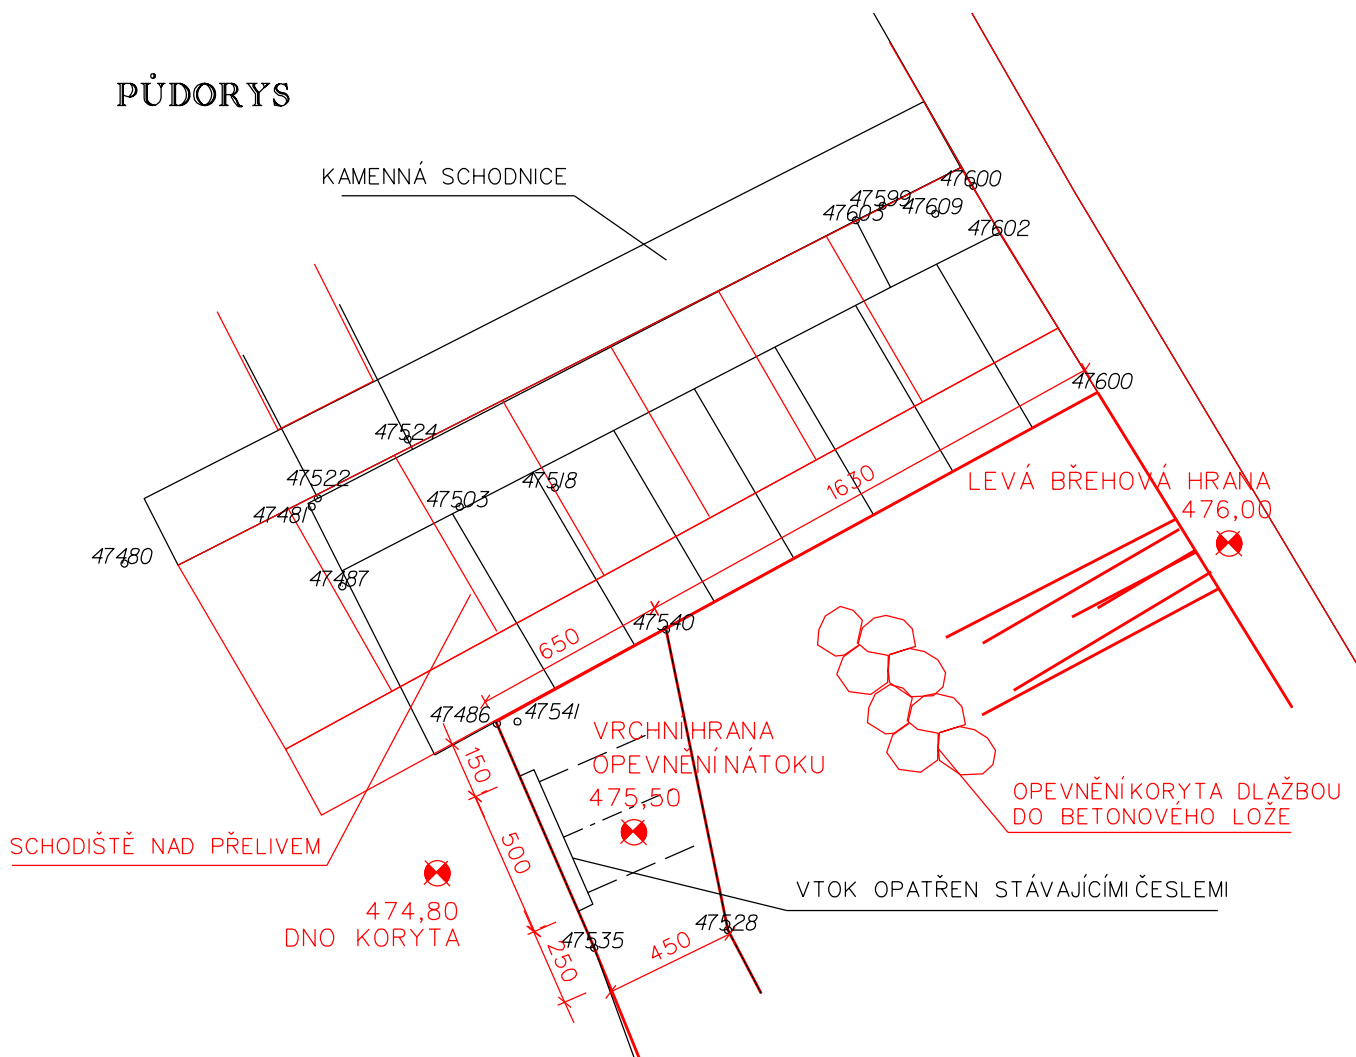 PŮDORYS
KAMENNÁ SCHODNICE
47600
47599
47609
47603
47602
47600
47524
47522
47518
47503
47481
47480
47487
1630
LEVÁ BŘEHOVÁ HRANA
476,00
650
47540
47486
47541
VRCHNÍ HRANA
OPEVNĚNÍ NÁTOKU
475,50
150
500
250
450
OPEVNĚNÍ KORYTA DLAŽBOU
DO BETONOVÉHO LOŽE
SCHODIŠTĚ NAD PŘELIVEM
474,80
DNO KORYTA
VTOK OPATŘEN STÁVAJÍCÍMI ČESLEMI
47528
47535